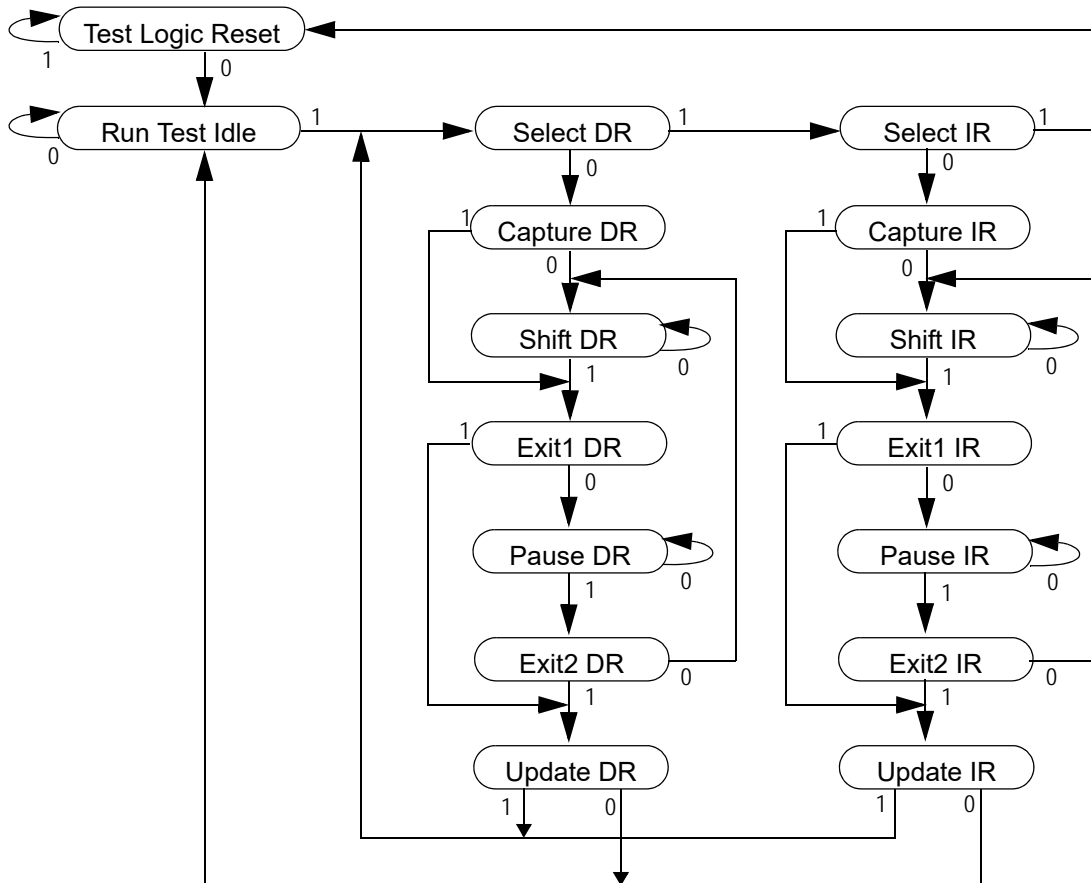 Test Logic Reset
1
0
Run Test Idle
1
Select DR
1
Select IR
1
0
0
0
1
Capture DR
1
Capture IR
0
0
Shift DR
Shift IR
1
0
1
0
1
Exit1 DR
1
Exit1 IR
0
0
Pause DR
Pause IR
1
0
1
0
Exit2 DR
Exit2 IR
1
0
1
0
Update DR
Update IR
1
0
1
0